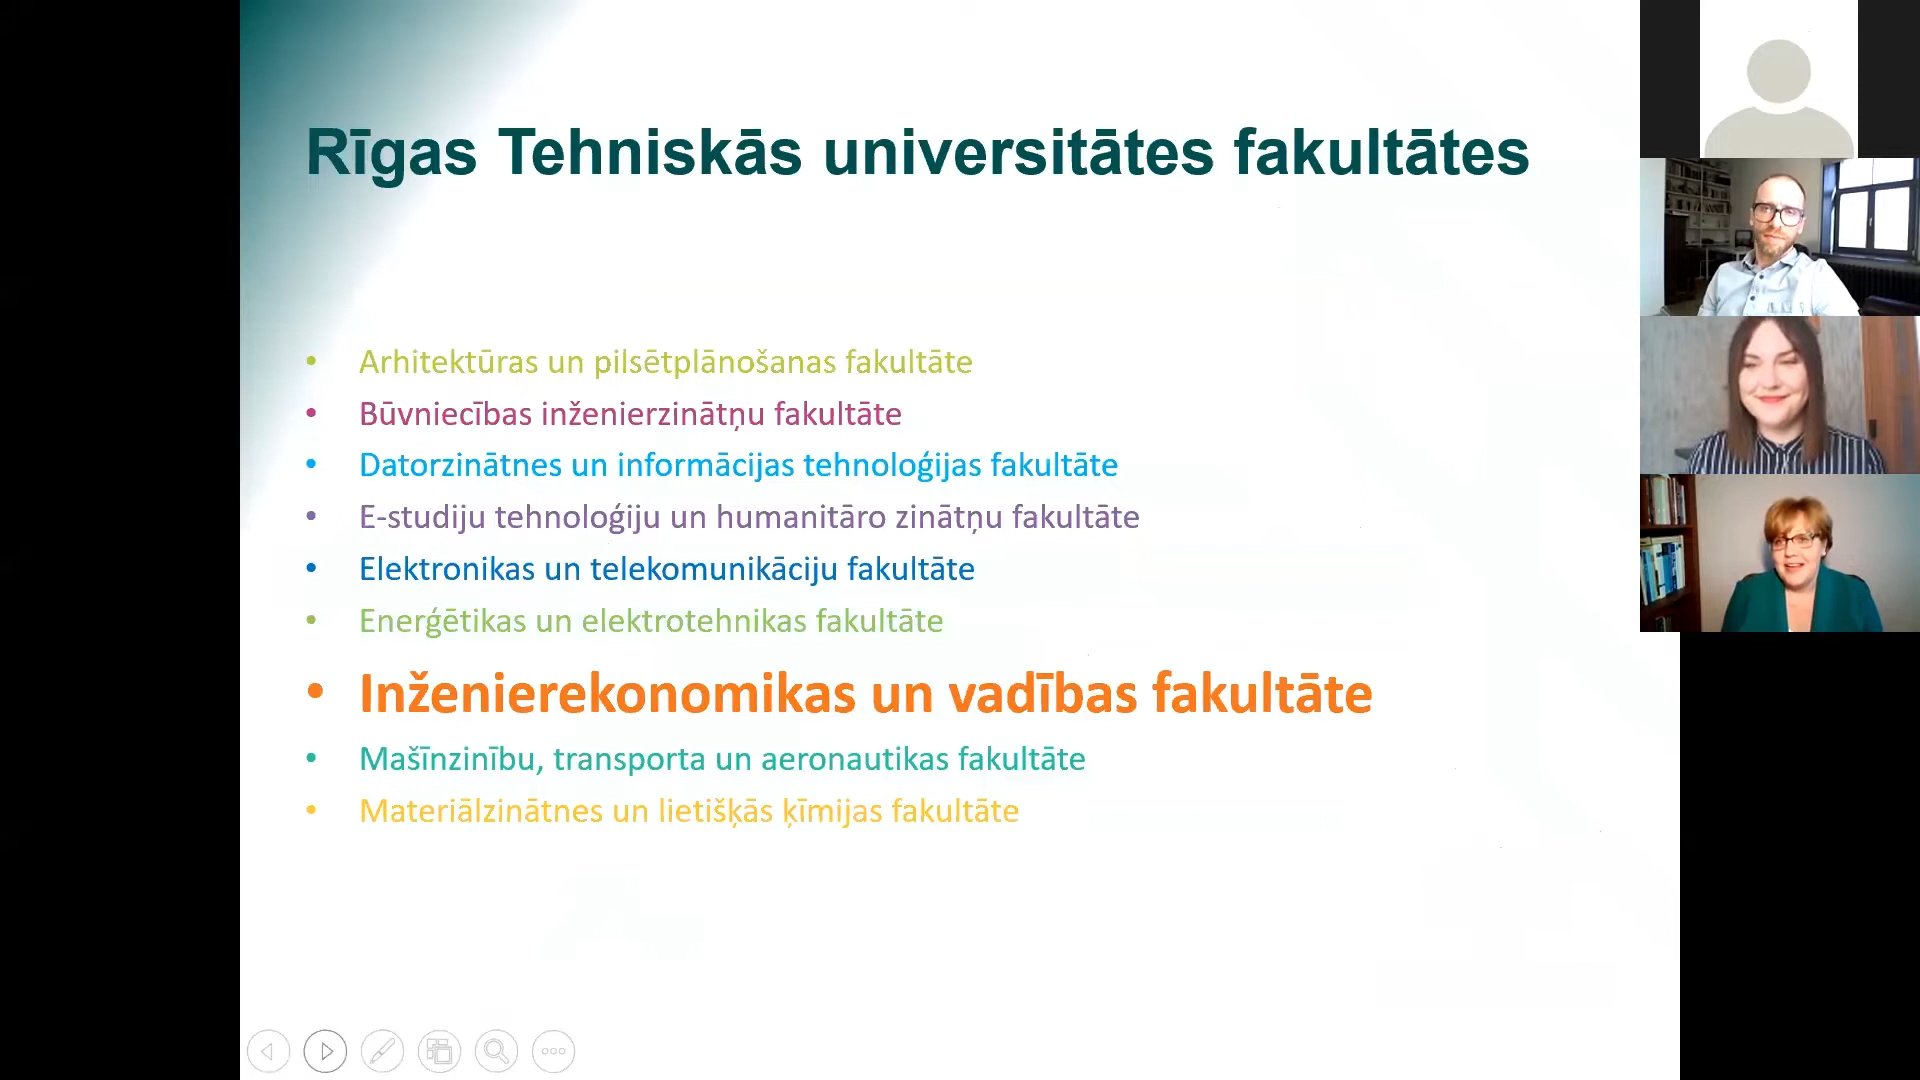 Rīgas Tehniskās universitātes fakultātes
• Arhitektūras un pilsētplānošanas fakultāte
• Būvniecības inženierzinātņu fakultāte
• Datorzinātnes un informācijas tehnoloģijas fakultāte
• E-studiju tehnoloģiju un humanitāro zinātņu fakultāte
• Elektronikas un telekomunikāciju fakultāte
• Enerģētikas un elektrotehnikas fakultāte
• Inženierekonomikas un vadības fakultāte
• Mašīnzinību, transporta un aeronautikas fakultāte
• Materiālzinātnes un lietišķās ķīmijas fakultāte